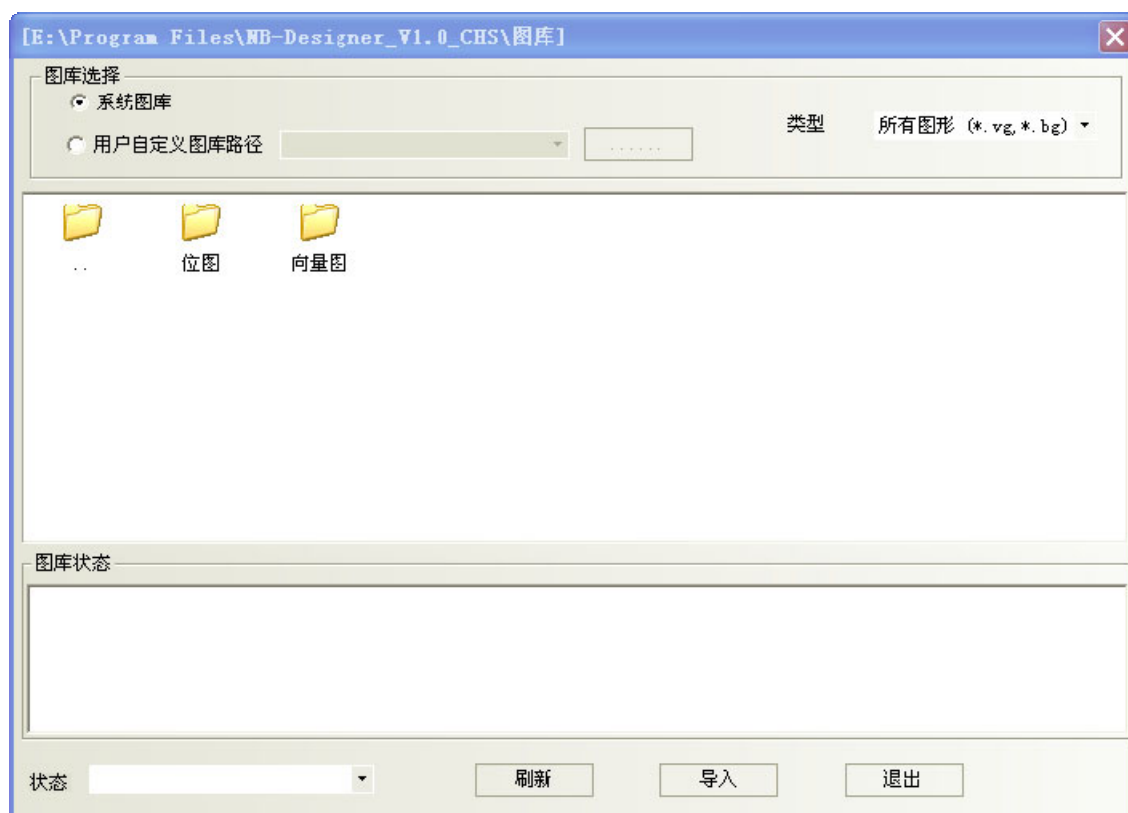 [E:\Program Files\NB-Designer_V1.0_CHS\图库]
图库选择
系统图库
用户自定义图库路径
......
类型
所有图形 (*.vg,*.bg)
..
位图
向量图
图库状态
状态
刷新
导入
退出